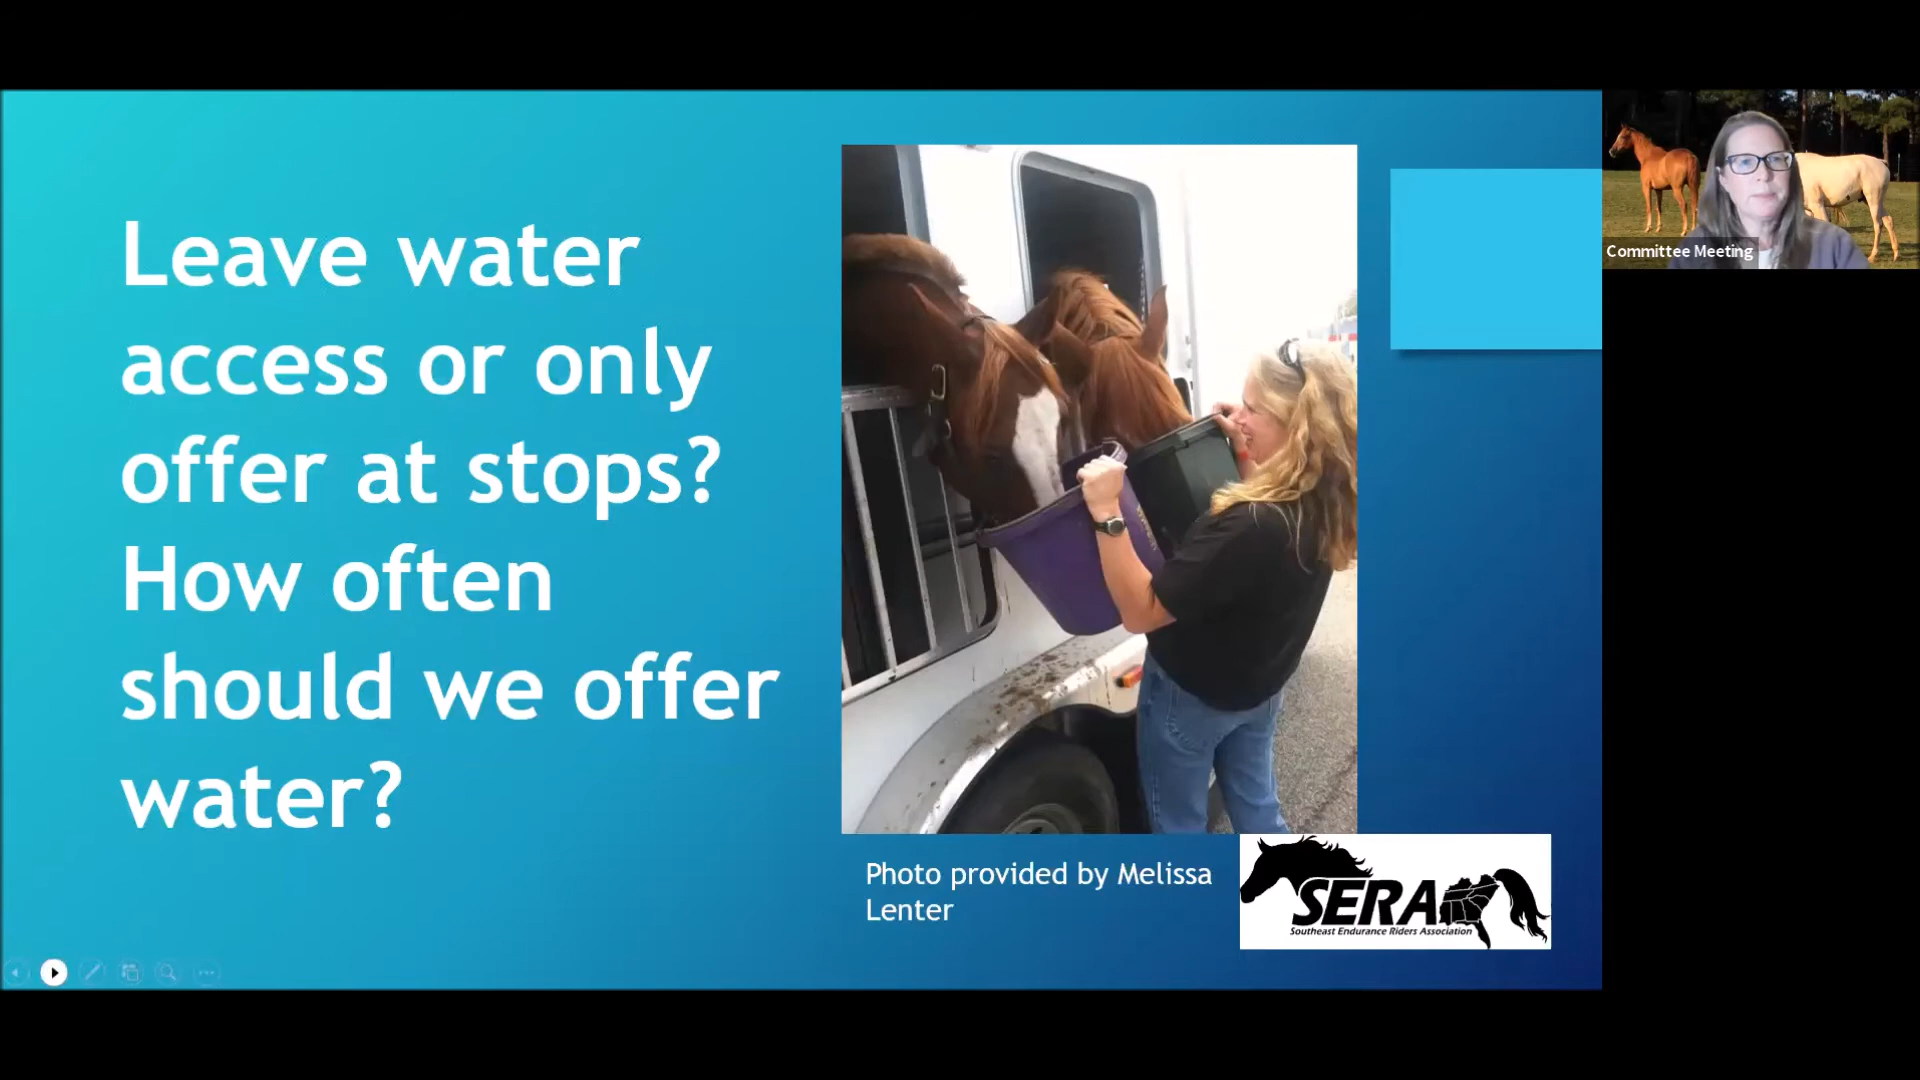 Leave water
access or only
offer at stops?
How often
should we offer
water?
Photo provided by Melissa
Lenter
SERA
Southeast Endurance Riders Association
Committee Meeting